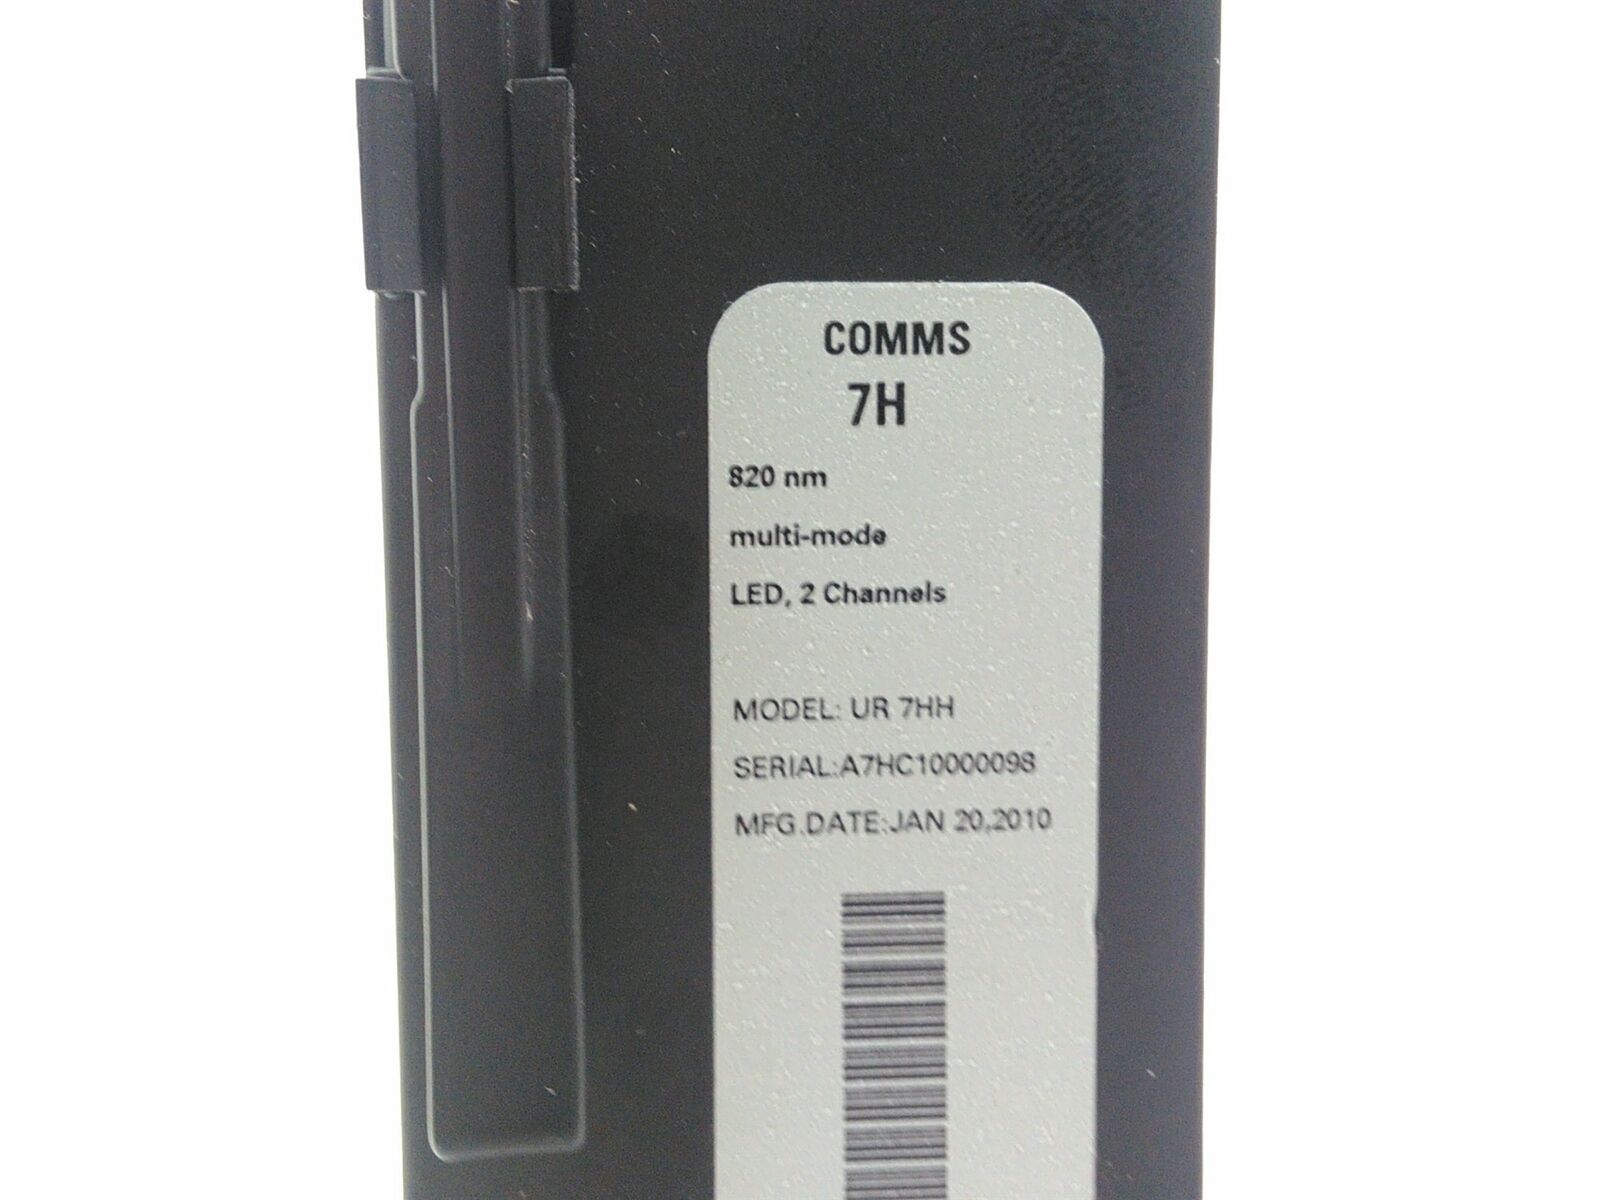 COMMS
7H
820 nm
multi-mode
LED, 2 Channels
MODEL: UR 7HH
SERIAL:A7HC10000098
MFG.DATE:JAN 20,2010